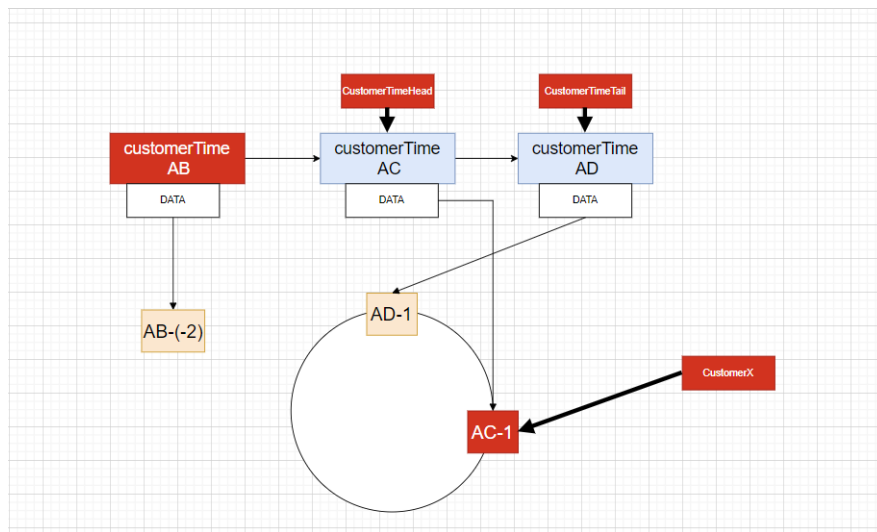 CustomerTimeHead
CustomerTimeTail
customerTime
AB
customerTime
AC
customerTime
AD
DATA
DATA
DATA
AD-1
AB-(-2)
CustomerX
AC-1